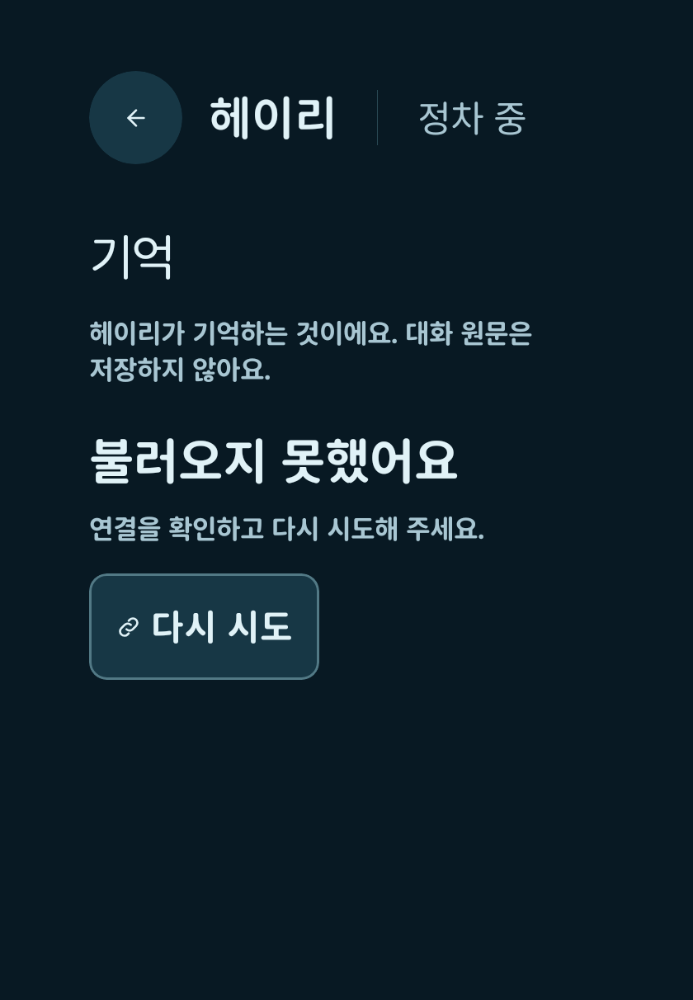 헤이리
정차 중
기억
헤이리가 기억하는 것이에요. 대화 원문은
저장하지 않아요.
불러오지 못했어요
연결을 확인하고 다시 시도해 주세요.
다시 시도